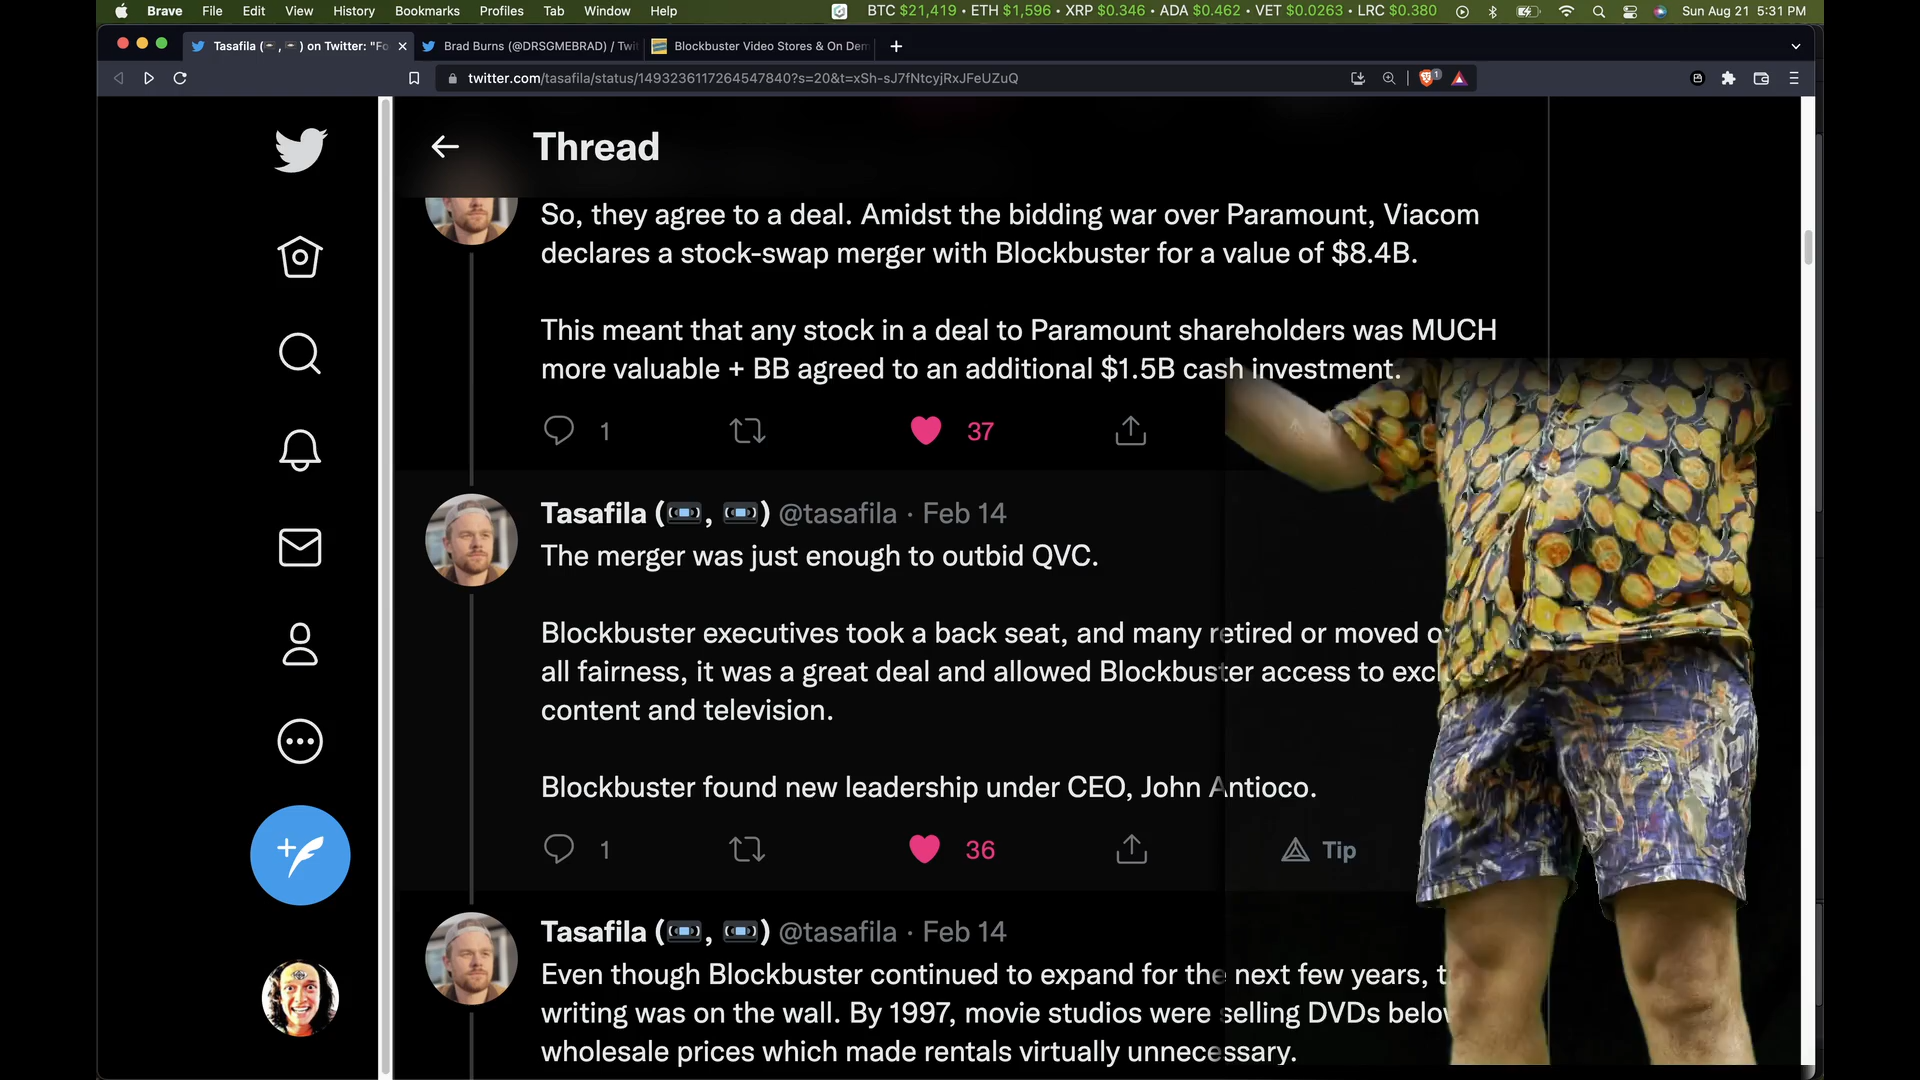 Brave File Edit View History Bookmarks Profiles Tab Window Help BTC $21,419 • ETH $1,596 • XRP $0.346 • ADA $0.462 • VET $0.0263 • LRC $0.380 Sun Aug 21 5:31 PM
Tasafila (📼, 📼) on Twitter: "Fo Brad Burns (@DRSGMEBRAD) / Twi Blockbuster Video Stores & On Dem
twitter.com/tasafila/status/1493236117264547840?s=20&t=xSh-sJ7fNtcyjRxJFeUZuQ 1
Thread
So, they agree to a deal. Amidst the bidding war over Paramount, Viacom
declares a stock-swap merger with Blockbuster for a value of $8.4B.
This meant that any stock in a deal to Paramount shareholders was MUCH
more valuable + BB agreed to an additional $1.5B cash investment.
1 37
Tasafila (📼, 📼) @tasafila · Feb 14
The merger was just enough to outbid QVC.
Blockbuster executives took a back seat, and many retired or moved
all fairness, it was a great deal and allowed Blockbuster access to
content and television.
Blockbuster found new leadership under CEO, John Antioco.
1 36 Tip
Tasafila (📼, 📼) @tasafila · Feb 14
Even though Blockbuster continued to expand for the next few years,
writing was on the wall. By 1997, movie studios were selling DVDs
wholesale prices which made rentals virtually unnecessary.